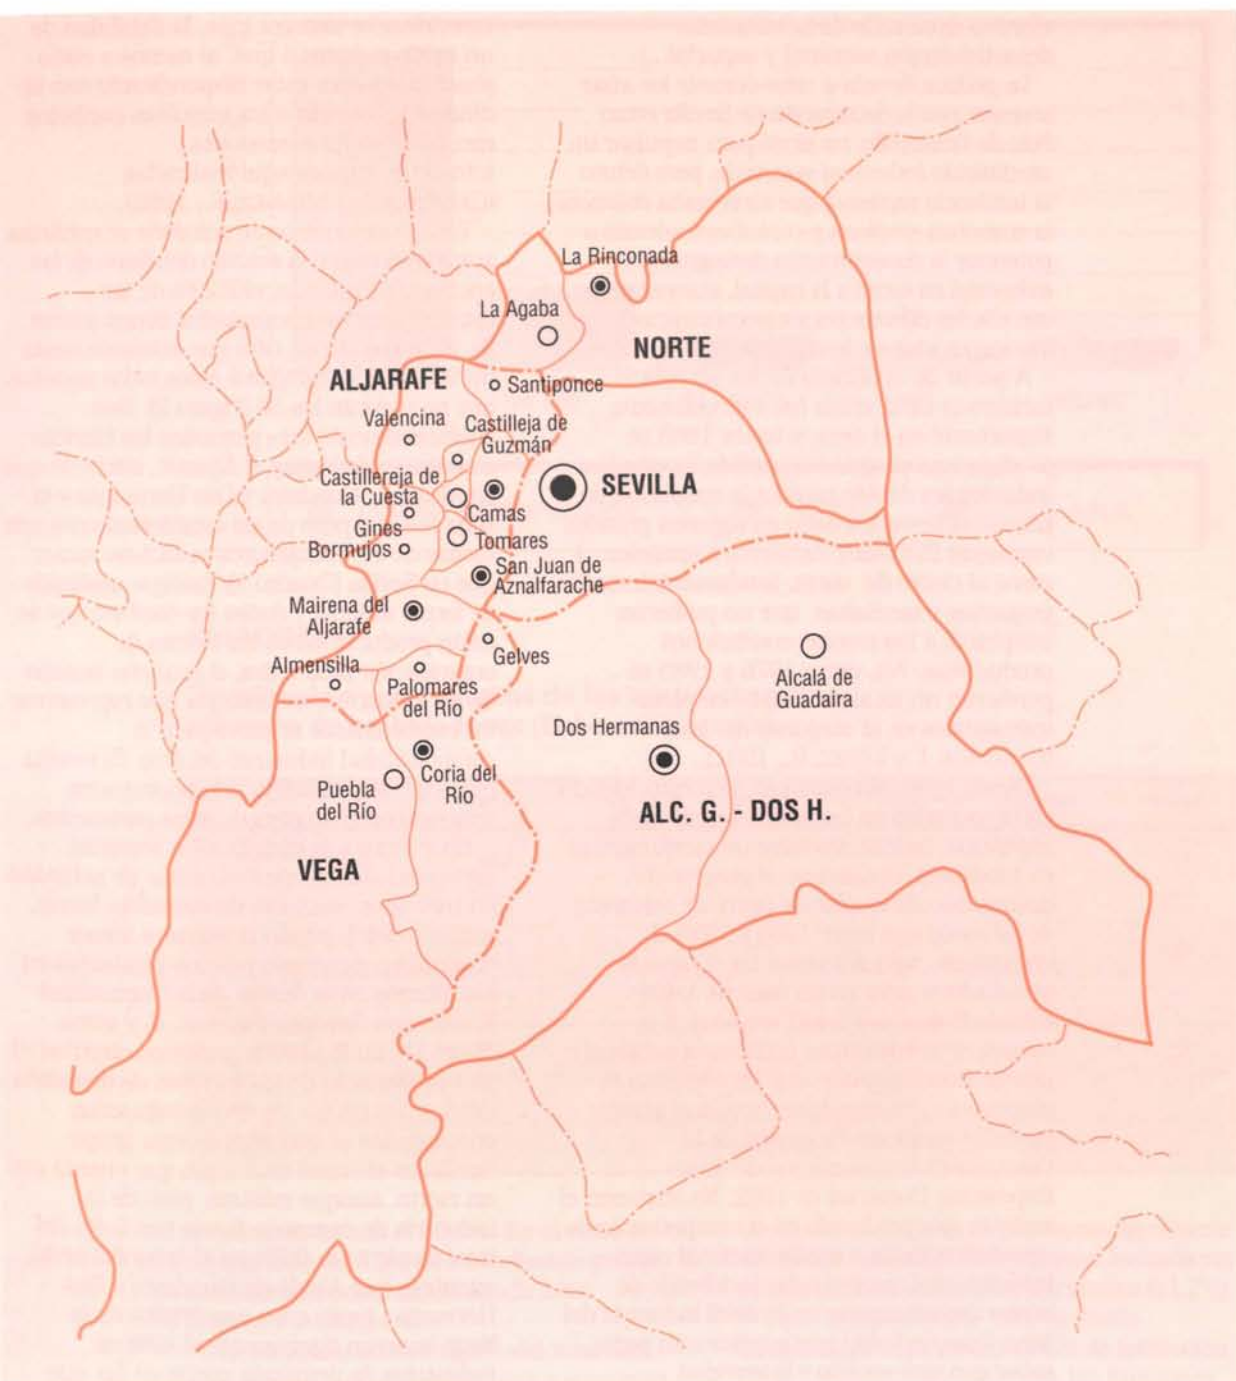 La Rinconada
La Agaba
NORTE
ALJARAFE
Santiponce
Valencina
Castilleja de
Guzmán
Castillereja de
la Cuesta
SEVILLA
Camas
Gines
Tomares
Bormujos
San Juan de
Aznalfarache
Mairena del
Aljarafe
Gelves
Almensilla
Palomares
del Río
Alcalá de
Guadaira
Dos Hermanas
Coria del
Río
Puebla
del Río
ALC. G. - DOS H.
VEGA